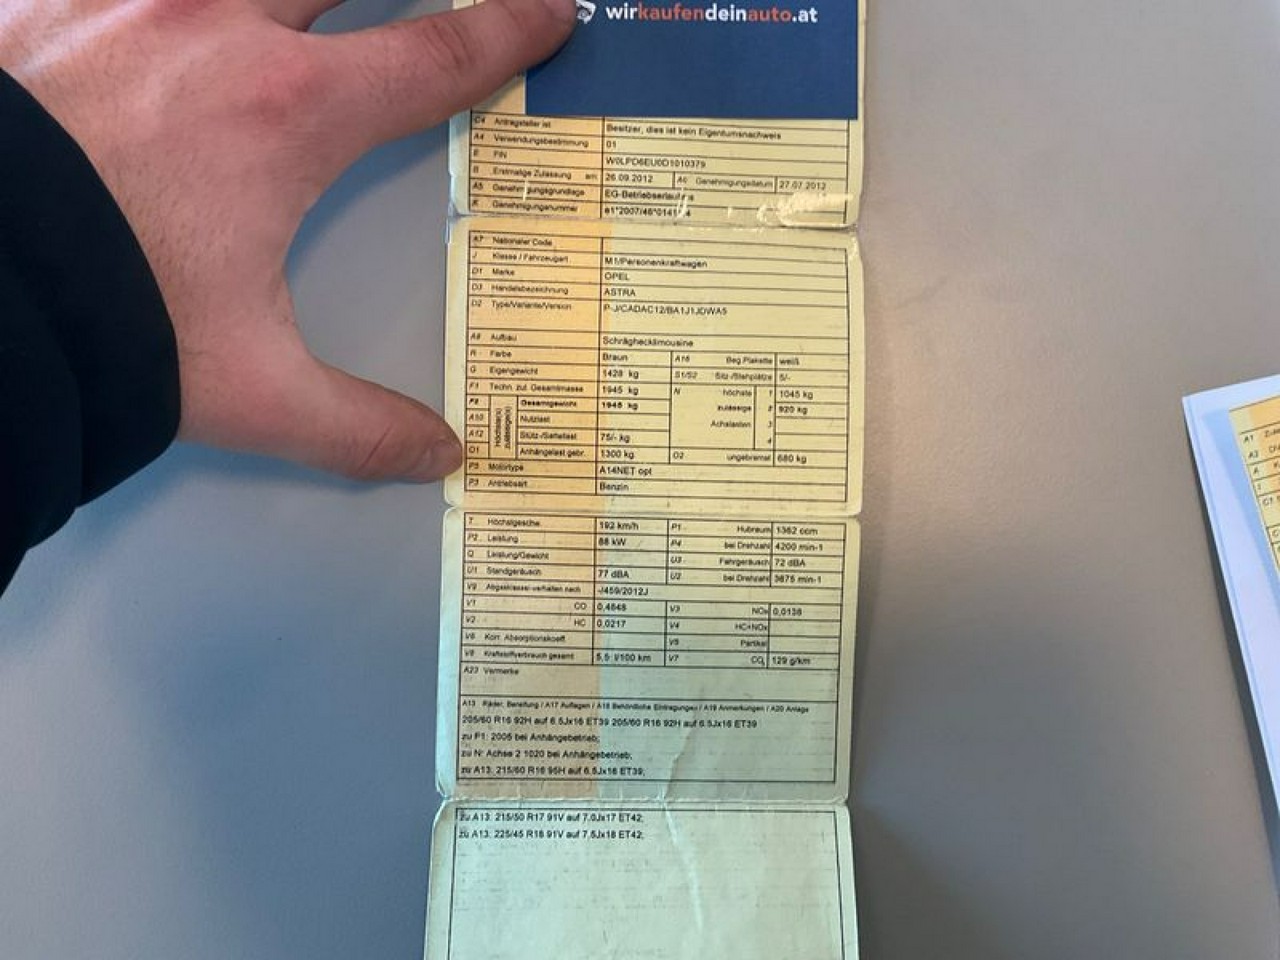 wirkaufendeinauto.at
C4 Antragsteller ist Besitzer, dies ist kein Eigentumsnachweis
A4 Verwendungsbestimmung 01
E FIN W0LPD6EU0D1010379
B Erstmalige Zulassung am 26.09.2012 A6 Genehmigungsdatum 27.07.2012
A5 Genehmigungsgrundlage EG-Betriebserlaubnis
K Genehmigungsnummer
A7 Nationaler Code
J Klasse / Fahrzeugart M1/Personenkraftwagen
D1 Marke OPEL
D3 Handelsbezeichnung ASTRA
D2 Type/Variante/Version P-J/CADAC12/BA1J1JDWA5
A9 Aufbau Schräghecklimousine
R Farbe Braun A16 Beg.Plakette weiß
G Eigengewicht 1428 kg S1/S2 Sitz-/Stehplätze 5/-
F1 Techn. zul. Gesamtmasse 1945 kg N höchste 1 1045 kg
F2 Höchste(s) zulässige(s) Gesamtgewicht 1945 kg zulässige 2 920 kg
A10 Nutzlast Achslasten 3
A12 Stütz-/Sattellast 75/- kg 4
O1 Anhängelast gebr. 1300 kg O2 ungebremst 680 kg
P5 Motortype A14NET opt
P3 Antriebsart Benzin
T Höchstgeschw. 192 km/h P1 Hubraum 1362 ccm
P2 Leistung 88 kW P4 bei Drehzahl 4200 min-1
Q Leistung/Gewicht U3 Fahrgeräusch 72 dBA
U1 Standgeräusch 77 dBA U2 bei Drehzahl 3675 min-1
V9 Abgasklasse/-verhalten nach -/459/2012J
V1 CO 0,4648 V3 NOx 0,0138
V2 HC 0,0217 V4 HC+NOx
V6 Korr. Absorptionskoeff V5 Partikel
V8 Kraftstoffverbrauch gesamt 5,5 l/100 km V7 CO₂ 129 g/km
A23 Vermerke
A13 Räder, Bereifung / A17 Auflagen / A18 Behördliche Eintragungen / A19 Anmerkungen / A20 Anlage
205/60 R16 92H auf 6.5Jx16 ET39 205/60 R16 92H auf 6.5Jx16 ET39
zu F1: 2005 bei Anhängebetrieb;
zu N: Achse 2 1020 bei Anhängebetrieb;
zu A13: 215/60 R16 95H auf 6,5Jx16 ET39;
zu A13: 215/50 R17 91V auf 7,0Jx17 ET42;
zu A13: 225/45 R18 91V auf 7,5Jx18 ET42;
A1
A2
A
I
C1